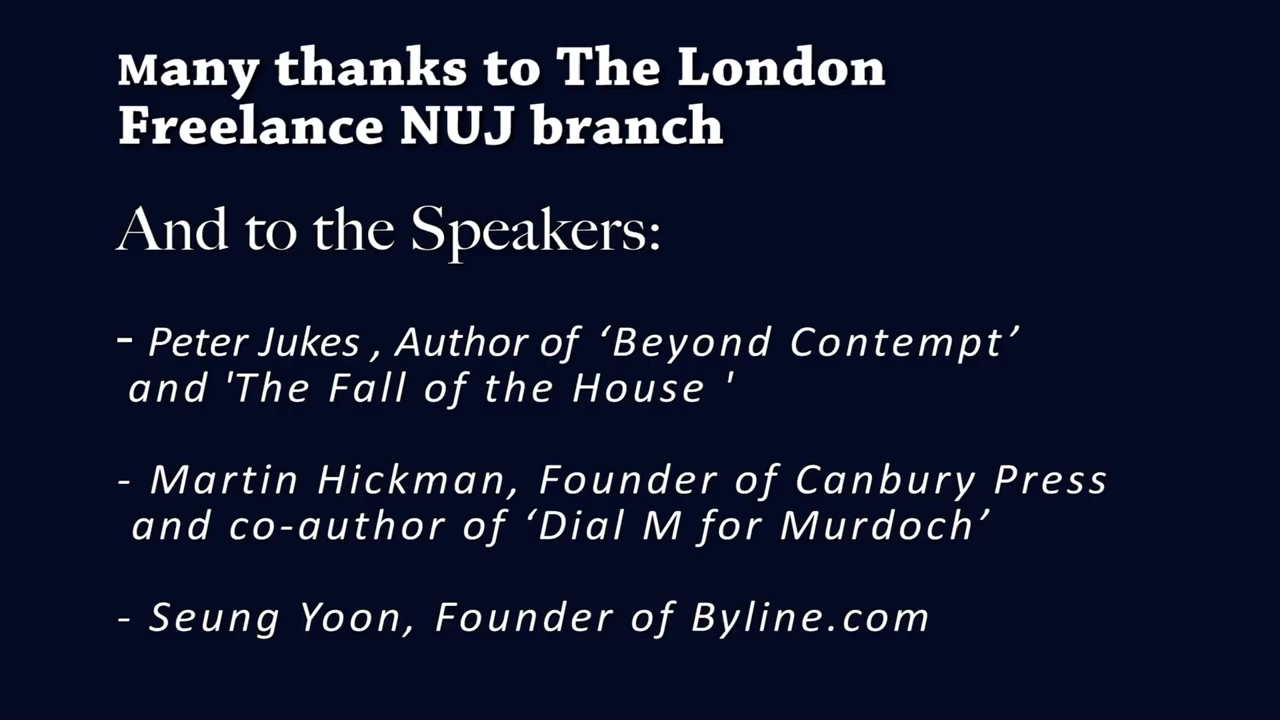 Many thanks to The London
Freelance NUJ branch
And to the Speakers:
- Peter Jukes , Author of ‘Beyond Contempt’
and 'The Fall of the House '
- Martin Hickman, Founder of Canbury Press
and co-author of ‘Dial M for Murdoch’
- Seung Yoon, Founder of Byline.com